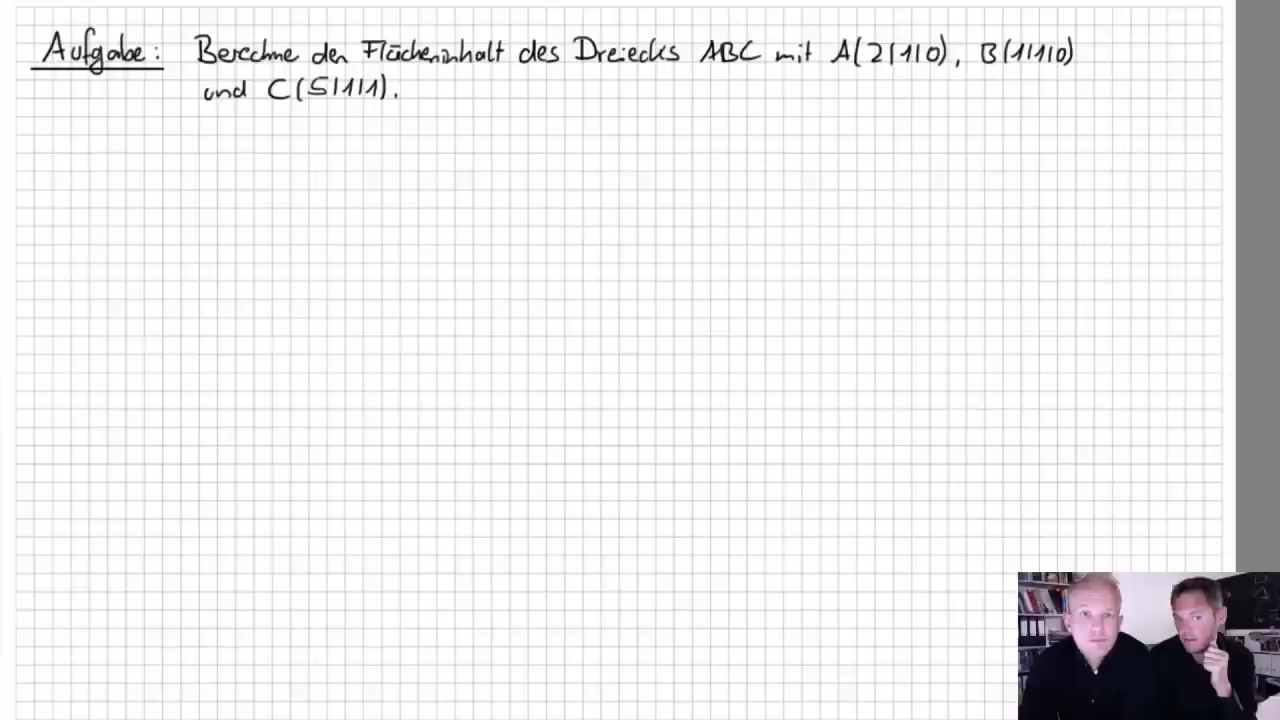 Aufgabe: Berechne den Flächeninhalt des Dreiecks ABC mit A(2|1|0), B(1|1|0)
und C(5|1|1).